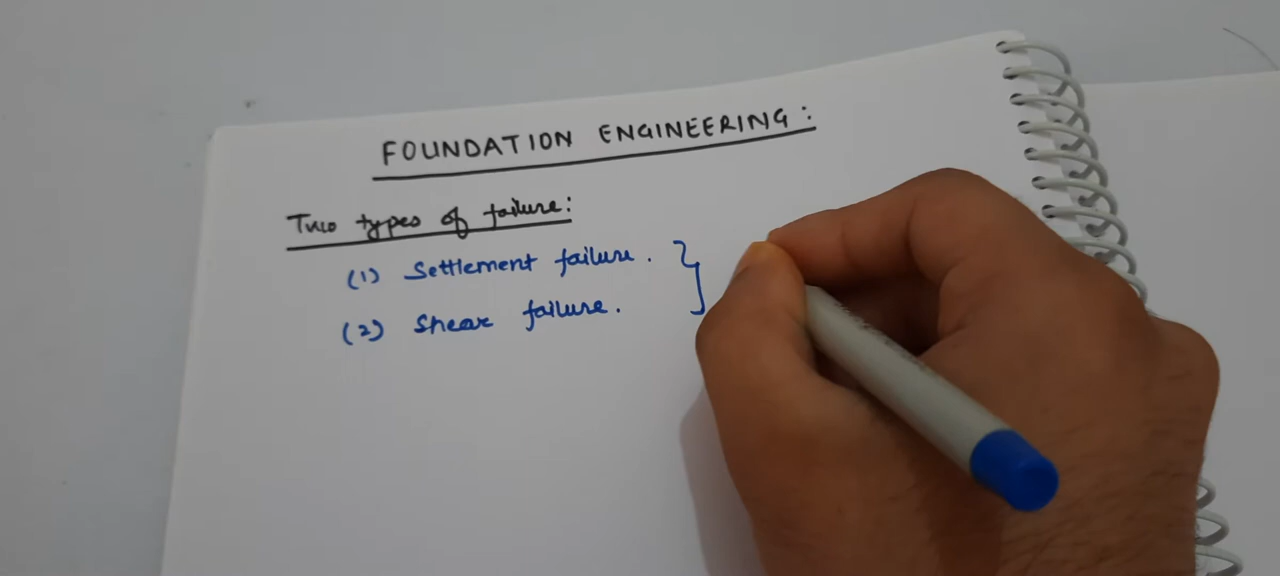 FOUNDATION ENGINEERING:
Two types of failure:
(1) Settlement failure.
(2) Shear failure.